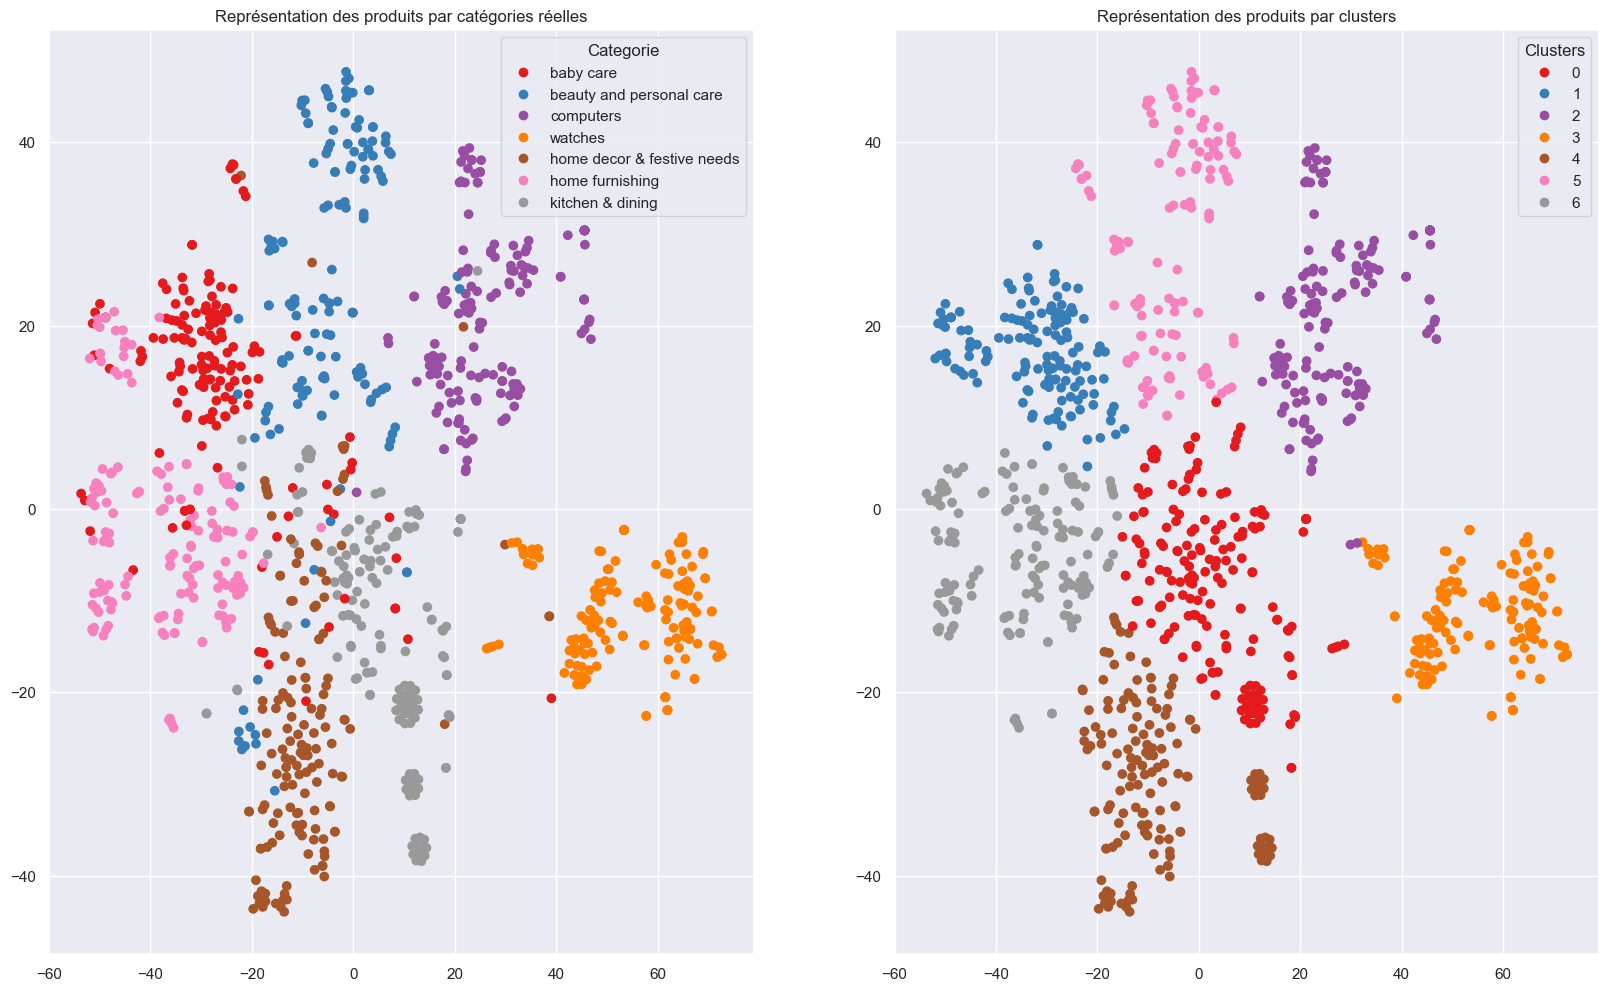 Représentation des produits par catégories réelles
Categorie
baby care
beauty and personal care
computers
watches
home decor & festive needs
home furnishing
kitchen & dining
40
20
0
−20
−40
−60 −40 −20 0 20 40 60
Représentation des produits par clusters
Clusters
0
1
2
3
4
5
6
40
20
0
−20
−40
−60 −40 −20 0 20 40 60